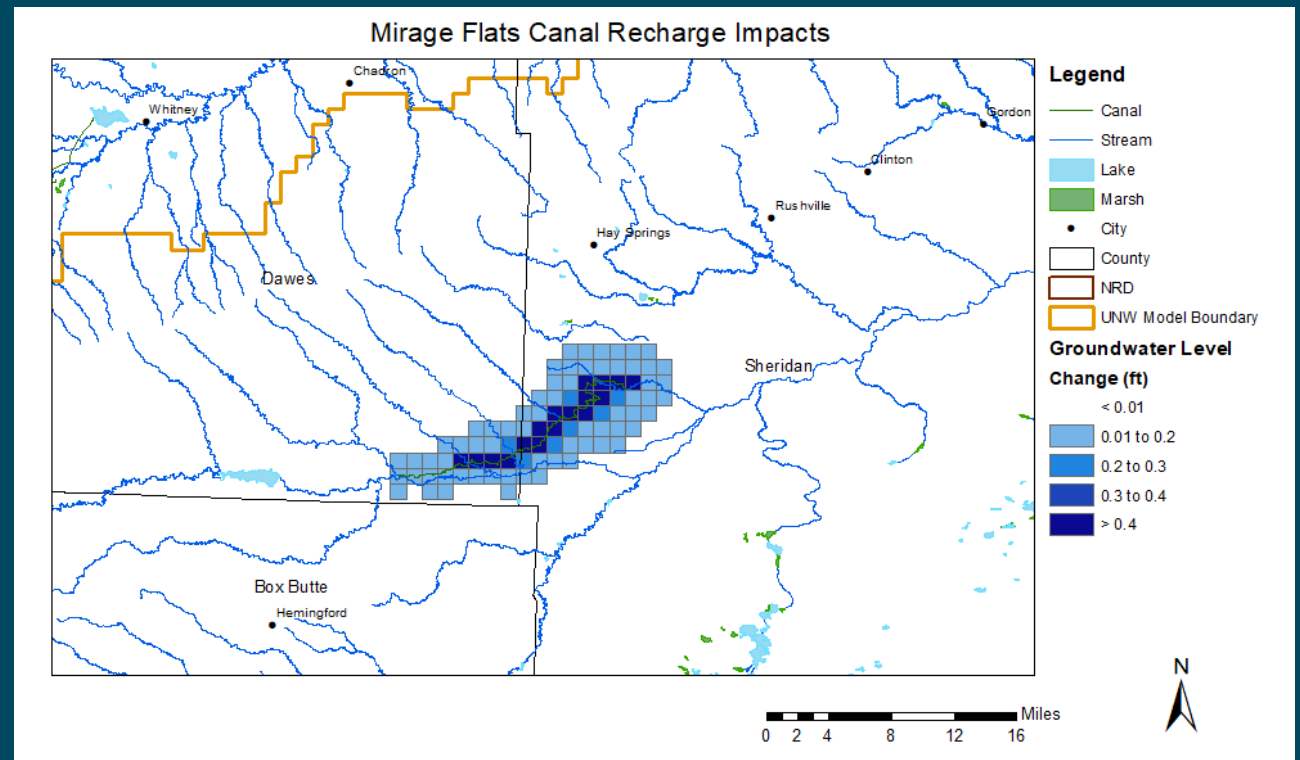 Mirage Flats Canal Recharge Impacts
Chadron
Whitney
Gordon
Clinton
Rushville
Hay Springs
Dawes
Sheridan
Box Butte
Hemingford
Legend
Canal
Stream
Lake
Marsh
City
County
NRD
UNW Model Boundary
Groundwater Level
Change (ft)
< 0.01
0.01 to 0.2
0.2 to 0.3
0.3 to 0.4
> 0.4
N
Miles
0 2 4 8 12 16